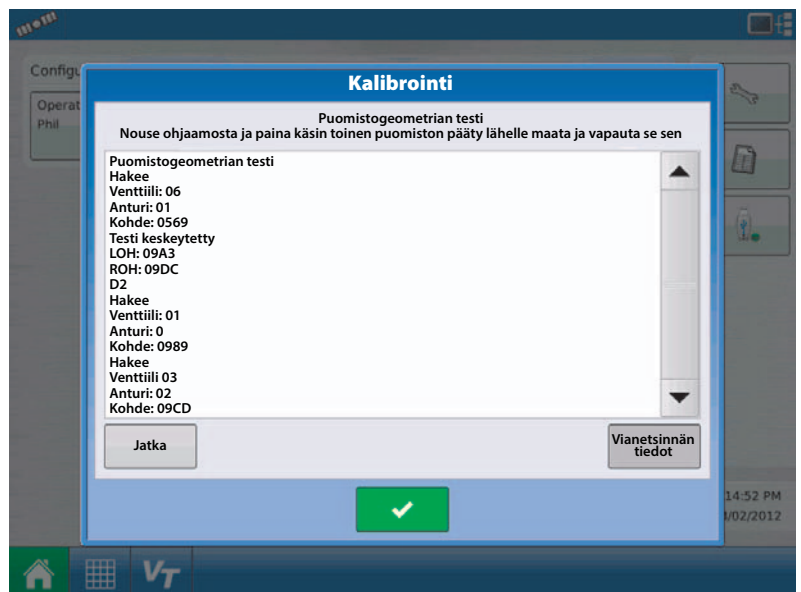 Configu
Operat
Phil
Kalibrointi
Puomistogeometrian testi
Nouse ohjaamosta ja paina käsin toinen puomiston pääty lähelle maata ja vapauta se sen
Puomistogeometrian testi
Hakee
Venttiili: 06
Anturi: 01
Kohde: 0569
Testi keskeytetty
LOH: 09A3
ROH: 09DC
D2
Hakee
Venttiili: 01
Anturi: 0
Kohde: 0989
Hakee
Venttiili 03
Anturi: 02
Kohde: 09CD
Jatka
Vianetsinnän
tiedot
14:52 PM
/02/2012
VT